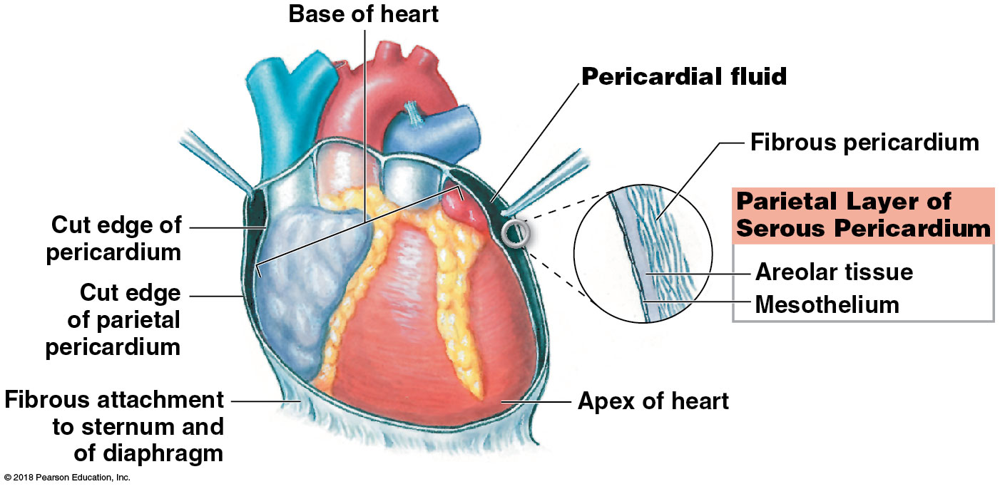 Base of heart
Pericardial fluid
Fibrous pericardium
Parietal Layer of
Serous Pericardium
Areolar tissue
Mesothelium
Cut edge of
pericardium
Cut edge
of parietal
pericardium
Fibrous attachment
to sternum and
of diaphragm
Apex of heart
© 2018 Pearson Education, Inc.